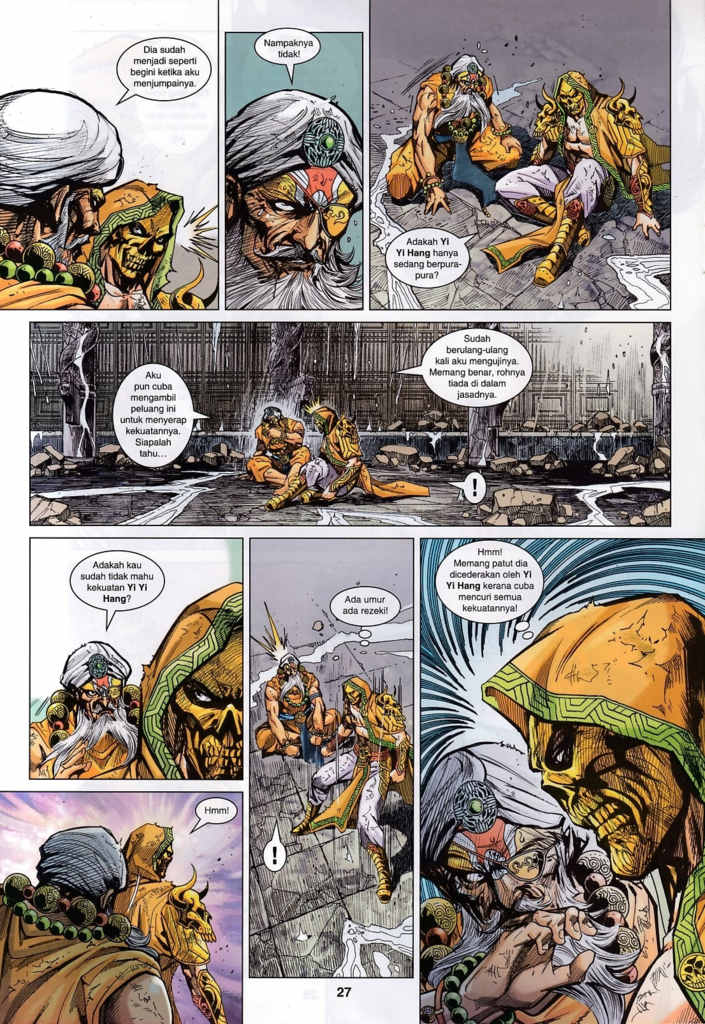 Dia sudah
menjadi seperti
begini ketika aku
menjumpainya.
Nampaknya
tidak!
Adakah Yi
Yi Hang hanya
sedang berpura-
pura?
Aku
pun cuba
mengambil
peluang ini
untuk menyerap
kekuatannya.
Siapalah
tahu...
Sudah
berulang-ulang
kali aku mengujinya.
Memang benar, rohnya
tiada di dalam
jasadnya.
!
Adakah kau
sudah tidak mahu
kekuatan Yi Yi
Hang?
Hmm!
Ada umur
ada rezeki!
!
Hmm!
Memang patut dia
dicederakan oleh Yi
Yi Hang kerana cuba
mencuri semua
kekuatannya!
27